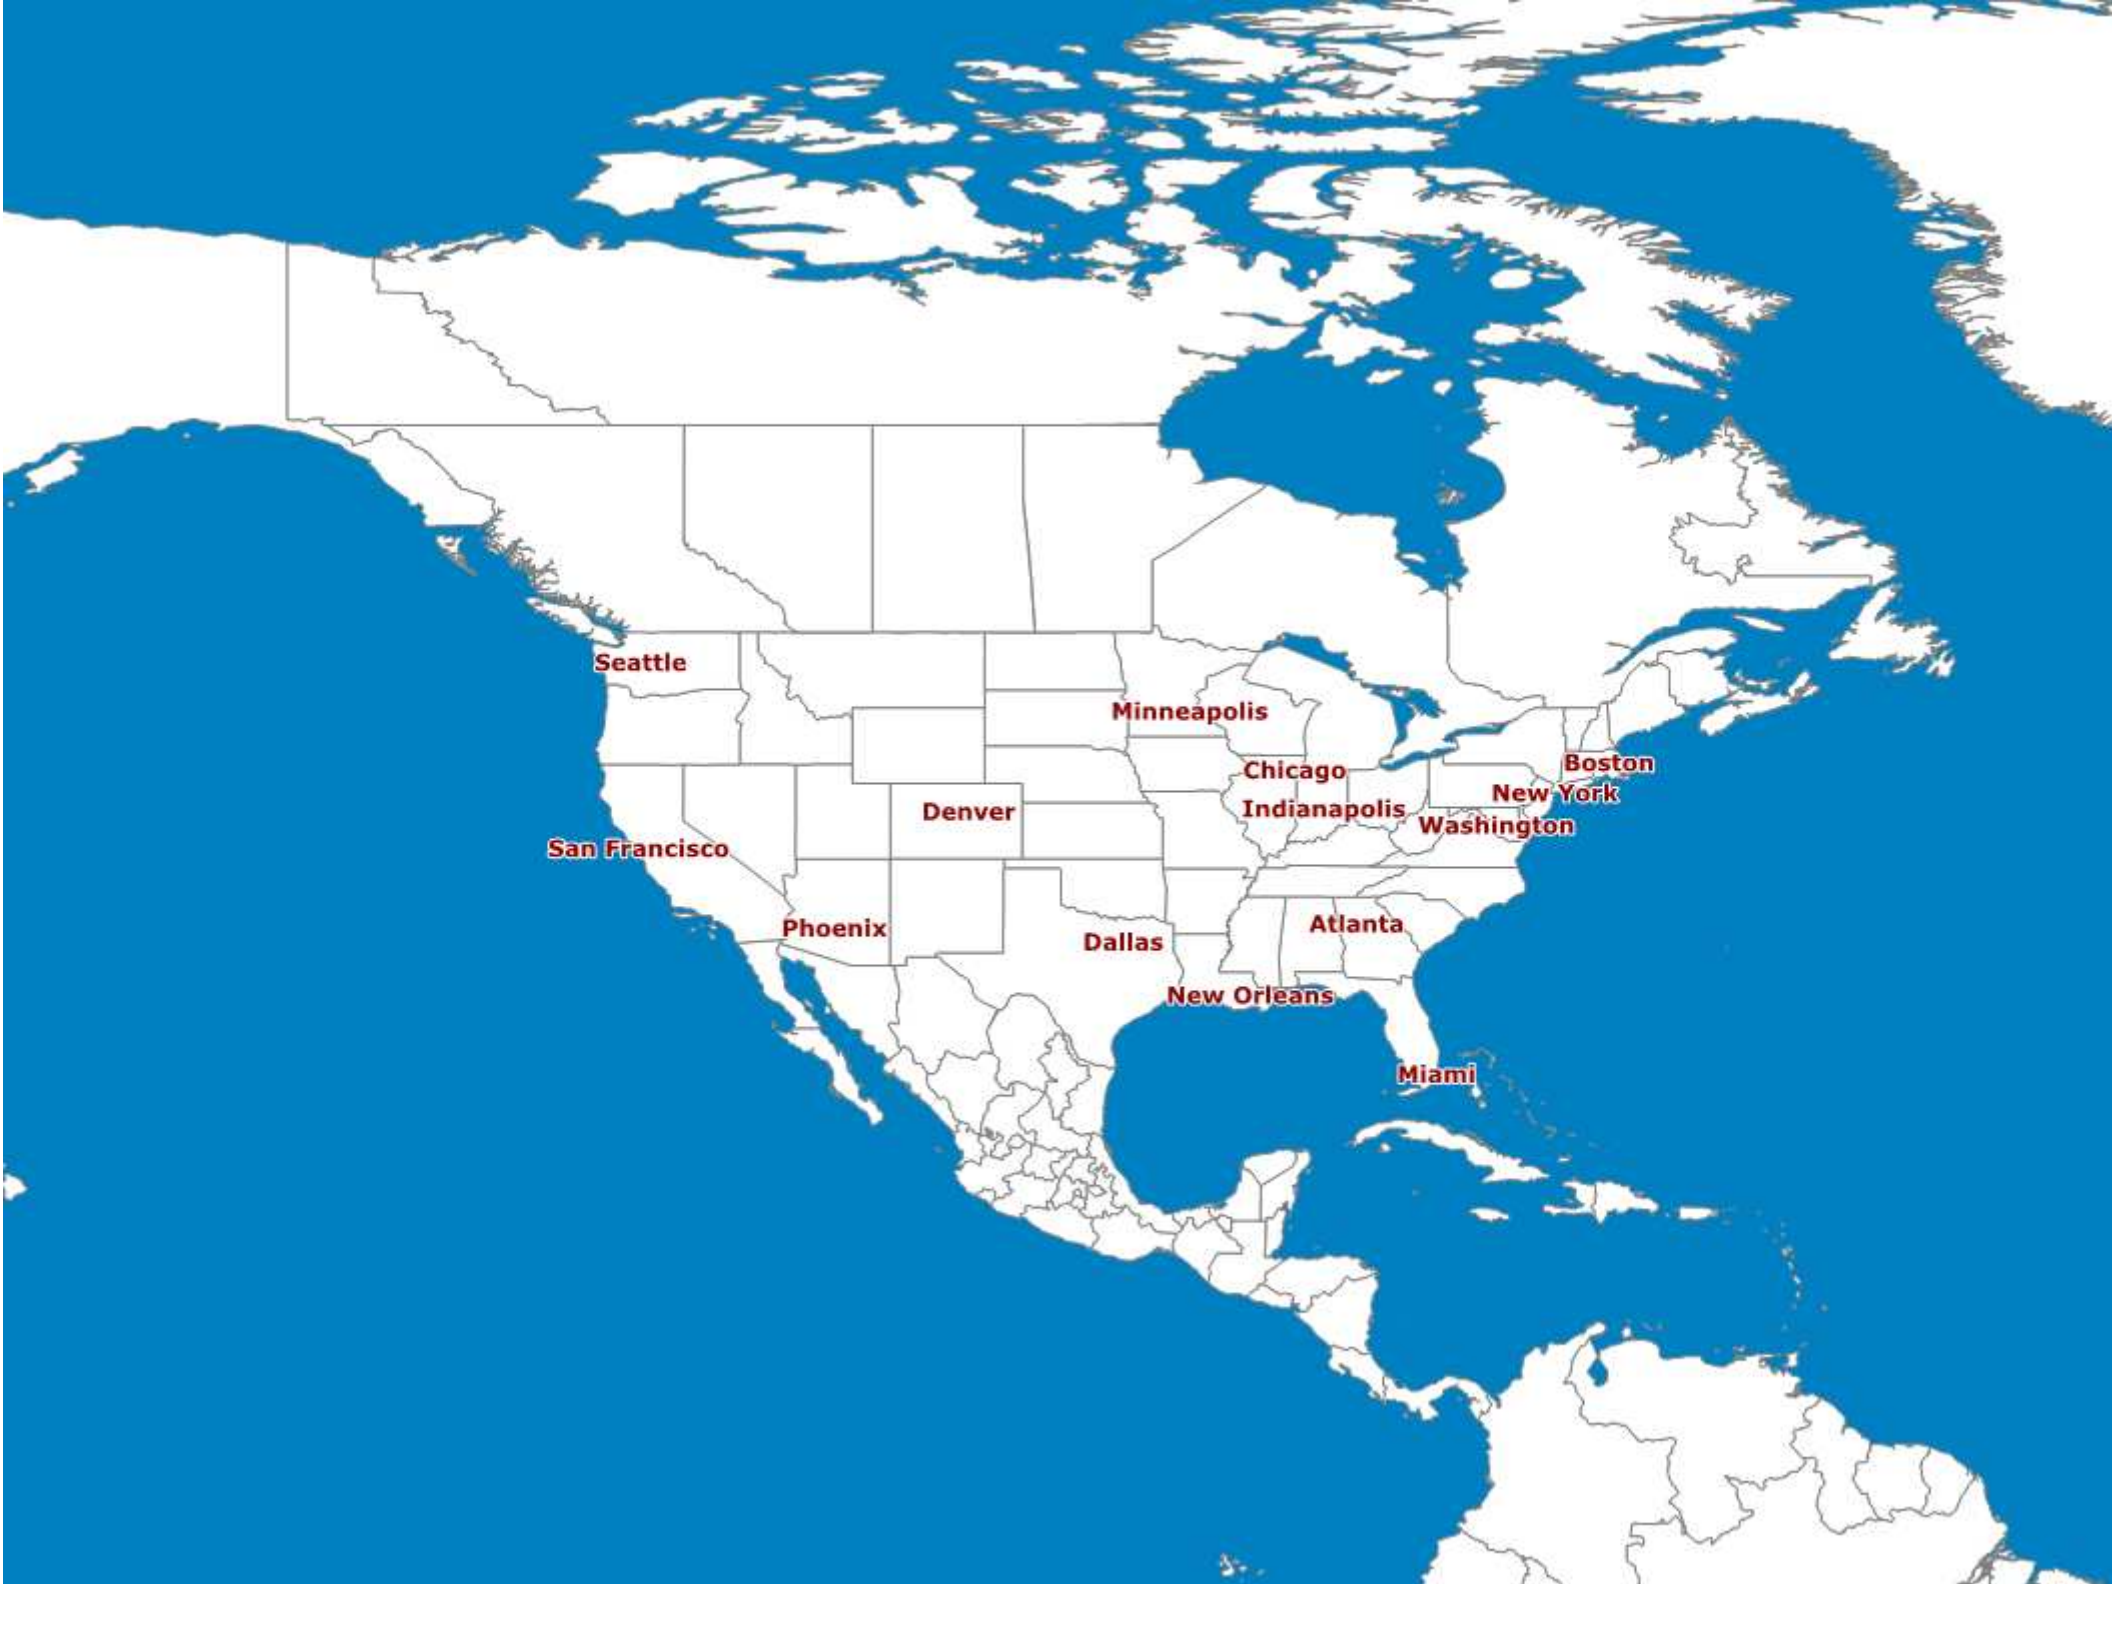 Seattle
Minneapolis
Boston
Chicago
New York
Indianapolis
Denver
Washington
San Francisco
Atlanta
Phoenix
Dallas
New Orleans
Miami